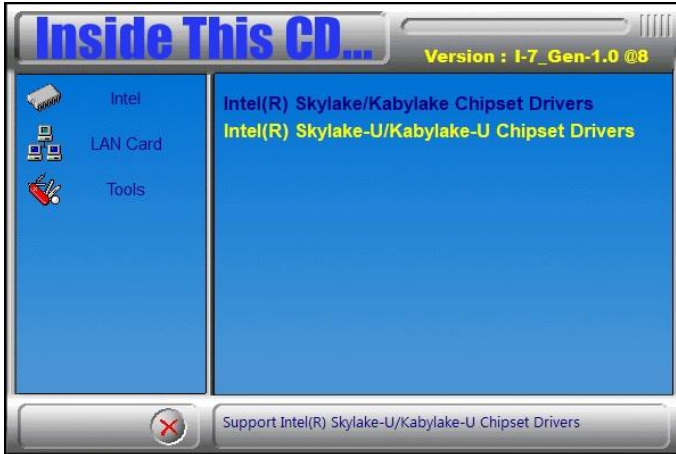 Inside This CD...
Version : I-7_Gen-1.0 @8
Intel
LAN Card
Tools
Intel(R) Skylake/Kabylake Chipset Drivers
Intel(R) Skylake-U/Kabylake-U Chipset Drivers
Support Intel(R) Skylake-U/Kabylake-U Chipset Drivers